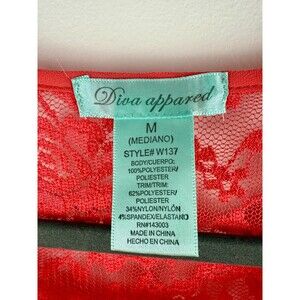 Diva appared
M
(MEDIANO)
STYLE# W137
BODY/CUERPO:
100%POLYESTER/
POLIESTER
TRIM/TRIM:
62%POLYESTER/
POLIESTER
34%NYLON/NYLÓN
4%SPANDEX/ELASTANO
RN#143003
MADE IN CHINA
HECHO EN CHINA